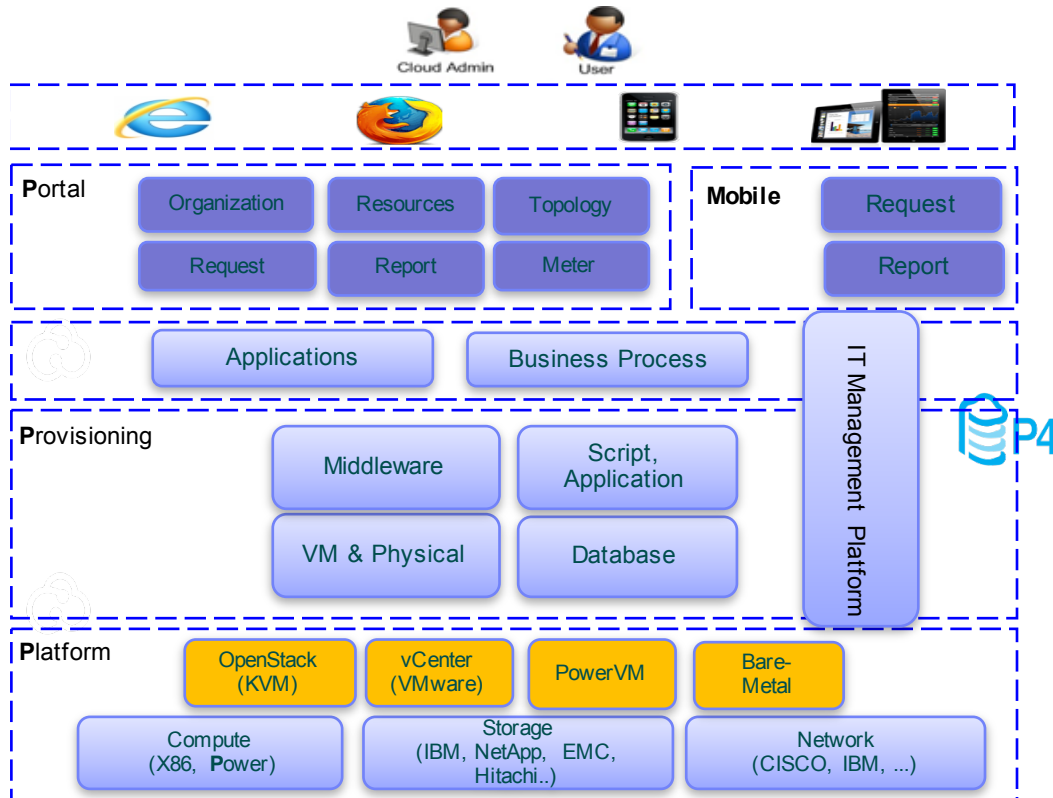 Cloud Admin
User
Portal
Organization
Resources
Topology
Request
Report
Meter
Mobile
Request
Report
Applications
Business Process
IT Management Platform
P4
Provisioning
Middleware
Script,
Application
VM & Physical
Database
Platform
OpenStack
(KVM)
vCenter
(VMware)
PowerVM
Bare-
Metal
Compute
(X86, Power)
Storage
(IBM, NetApp, EMC,
Hitachi..)
Network
(CISCO, IBM, ...)